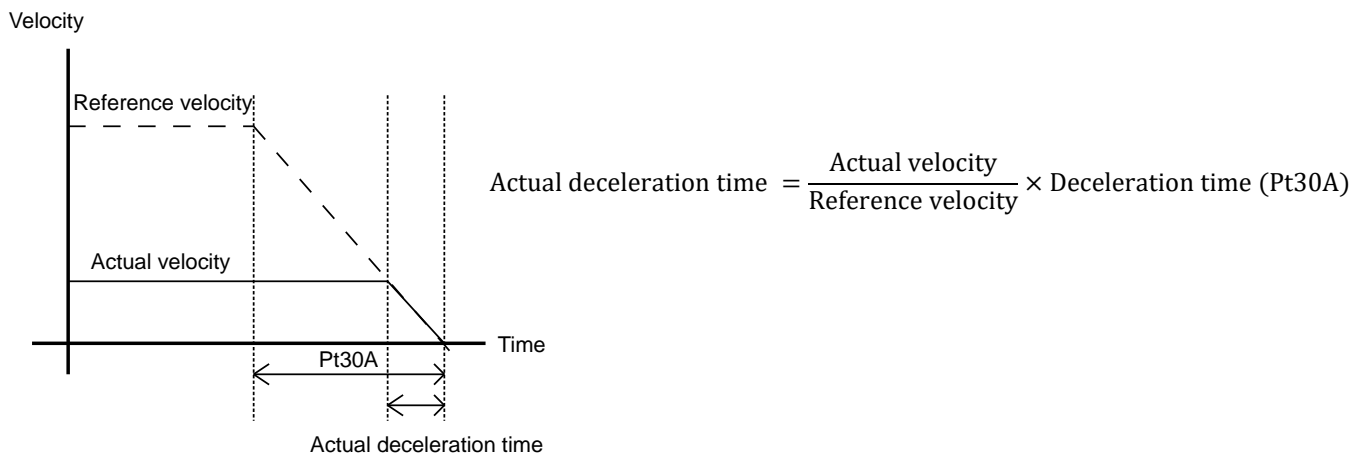 Velocity
Reference velocity
Actual deceleration time = Actual velocity / Reference velocity × Deceleration time (Pt30A)
Actual velocity
Time
Pt30A
Actual deceleration time